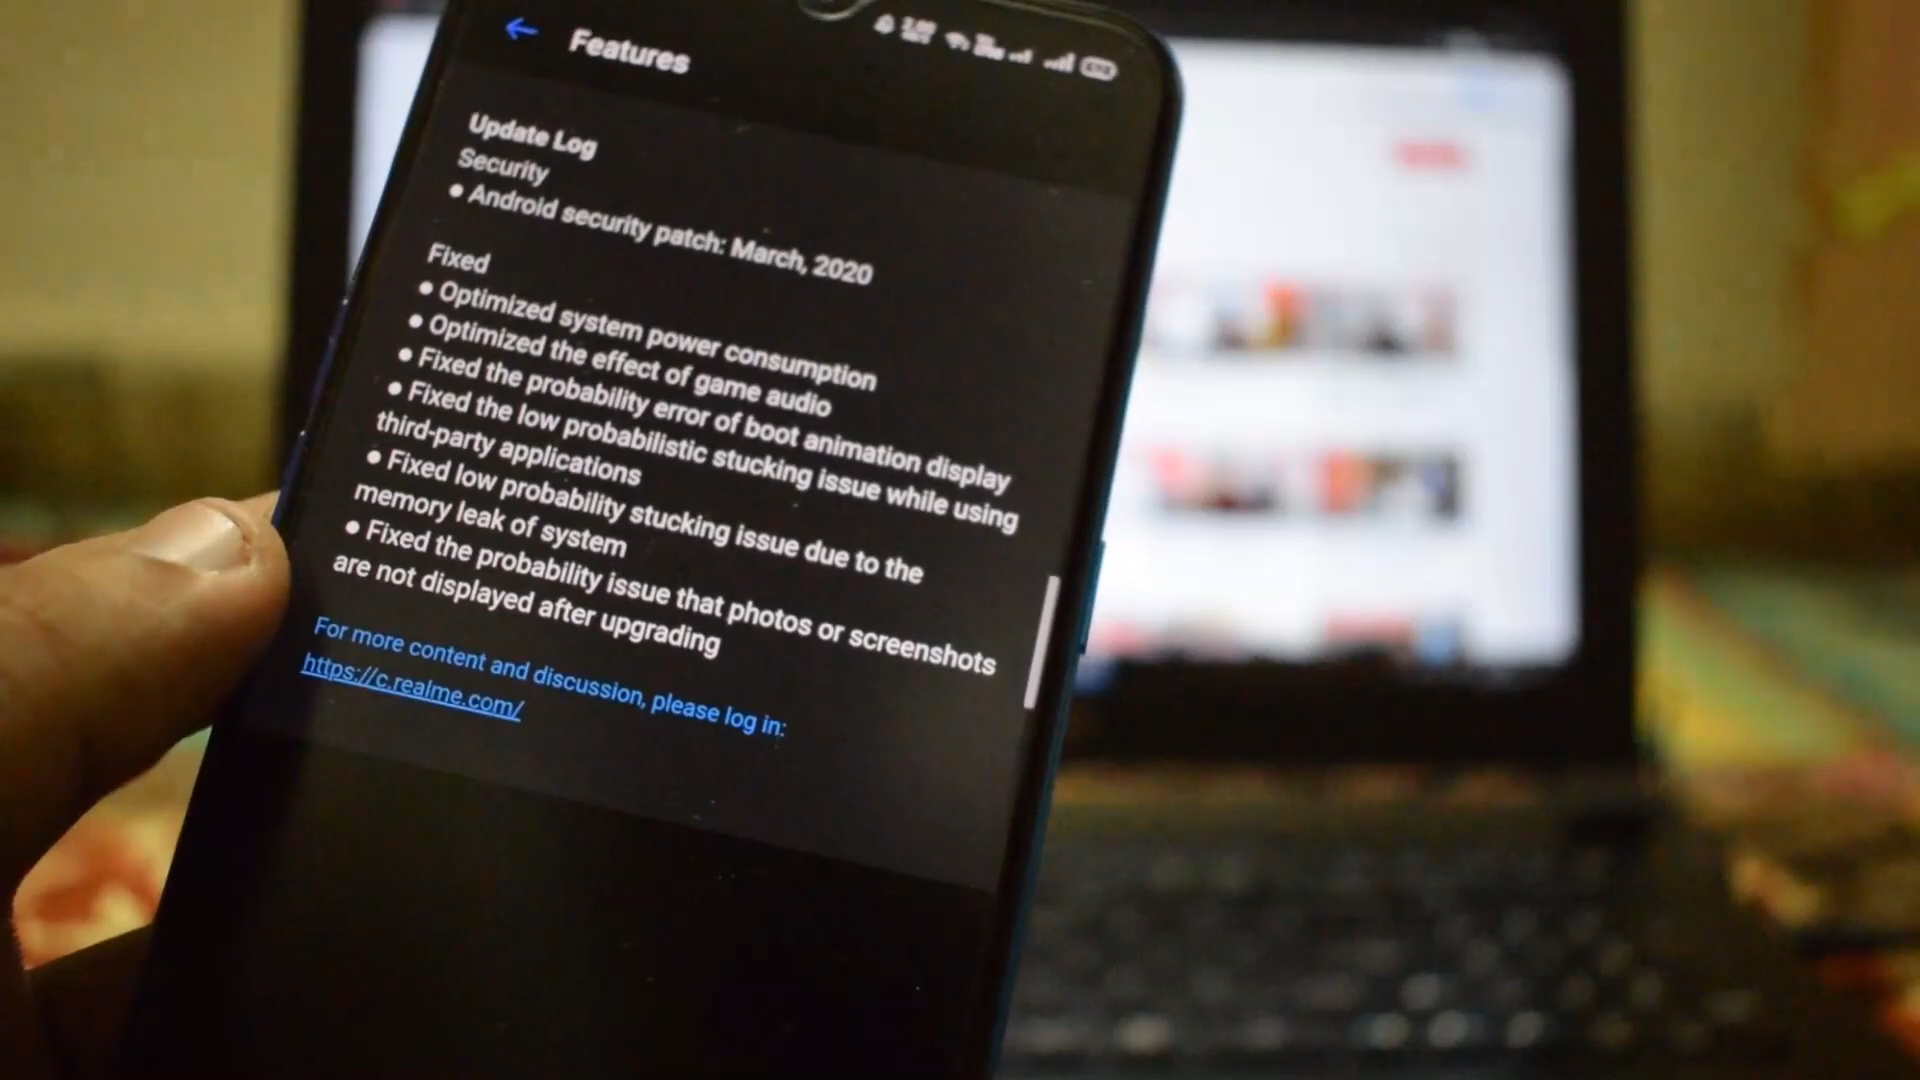 Features
Update Log
Security
● Android security patch: March, 2020
Fixed
● Optimized system power consumption
● Optimized the effect of game audio
● Fixed the probability error of boot animation display
● Fixed the low probabilistic stucking issue while using
third-party applications
● Fixed low probability stucking issue due to the
memory leak of system
● Fixed the probability issue that photos or screenshots
are not displayed after upgrading
For more content and discussion, please log in:
https://c.realme.com/